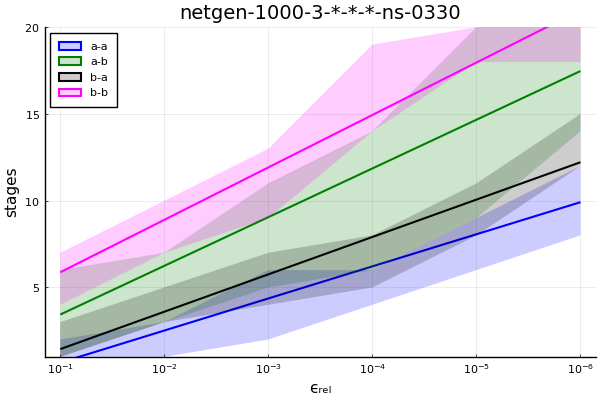 netgen-1000-3-*-*-*-ns-0330
a-a
a-b
b-a
b-b
20
15
10
5
stages
10⁻¹ 10⁻² 10⁻³ 10⁻⁴ 10⁻⁵ 10⁻⁶
ϵᵣₑₗ